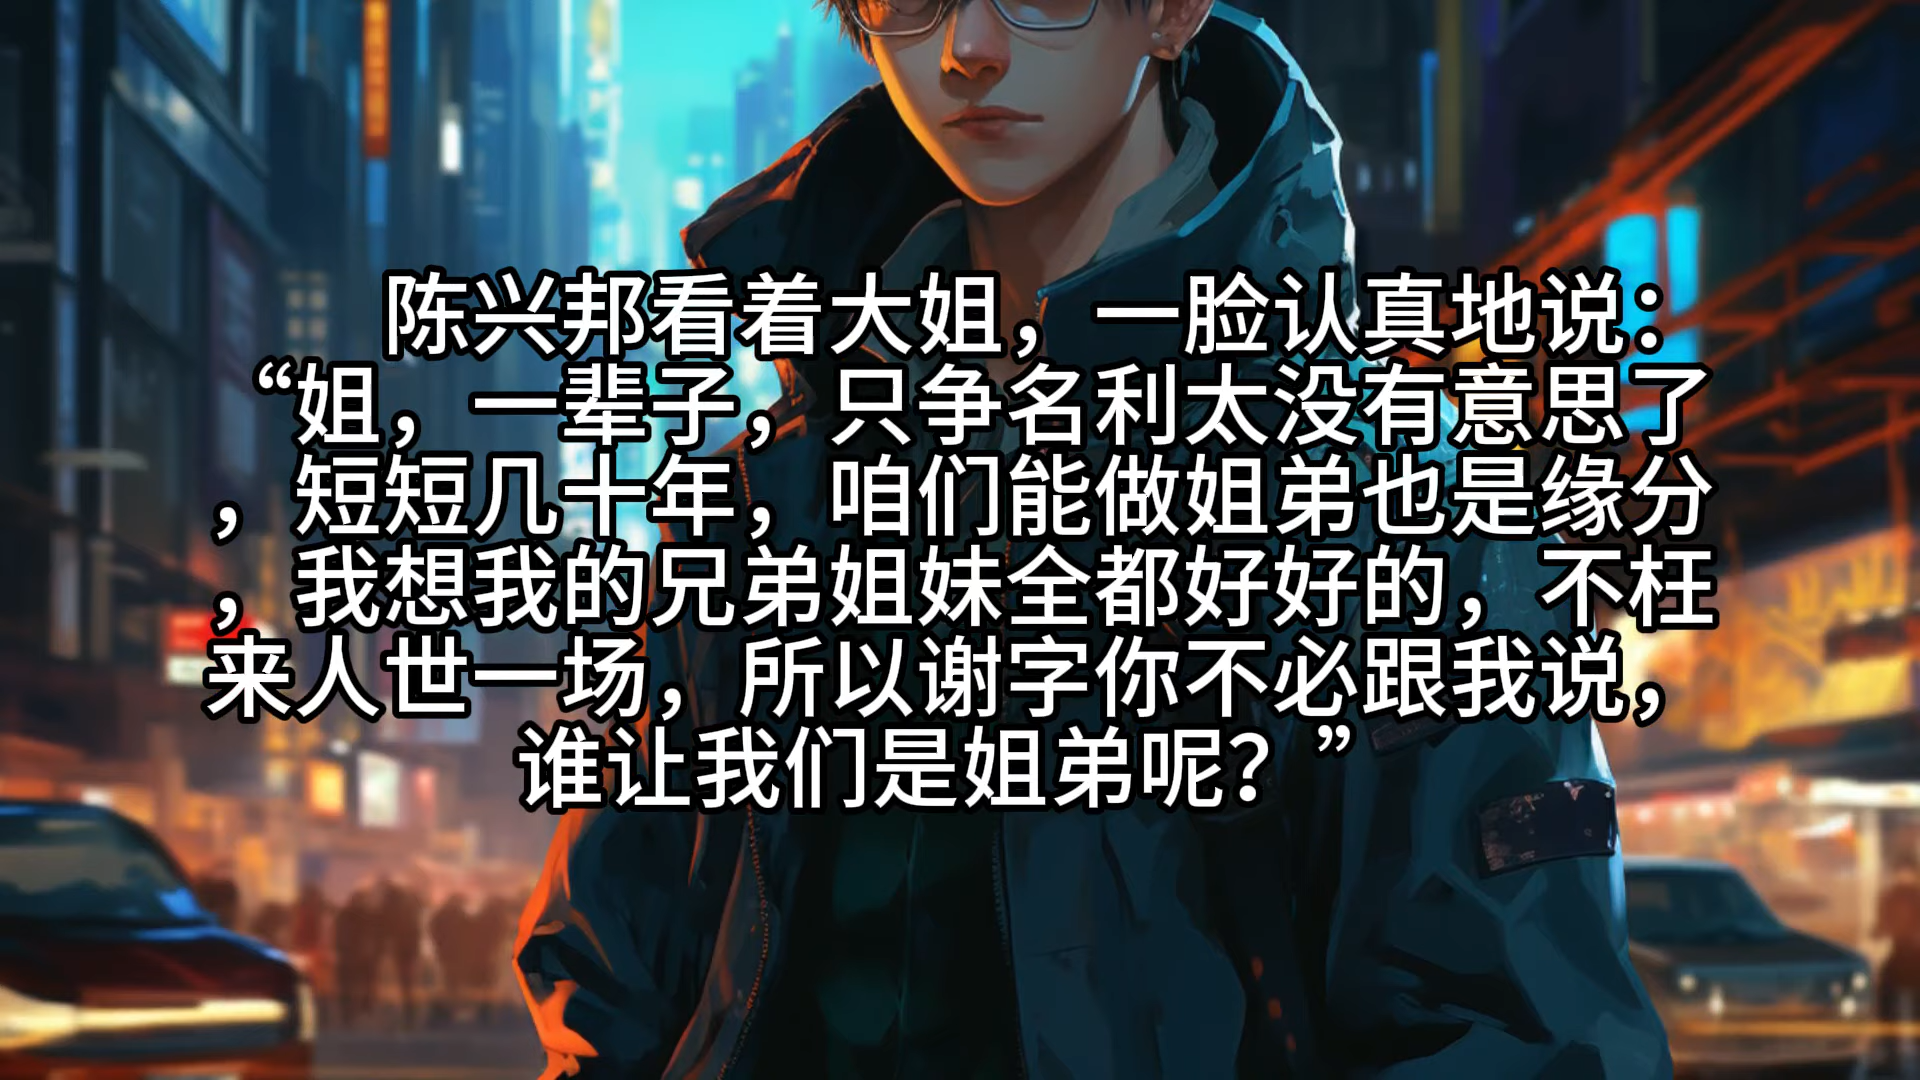 陈兴邦看着大姐，一脸认真地说：
“姐，一辈子，只争名利太没有意思了
，短短几十年，咱们能做姐弟也是缘分
，我想我的兄弟姐妹全都好好的，不枉
来人世一场，所以谢字你不必跟我说，
谁让我们是姐弟呢？”